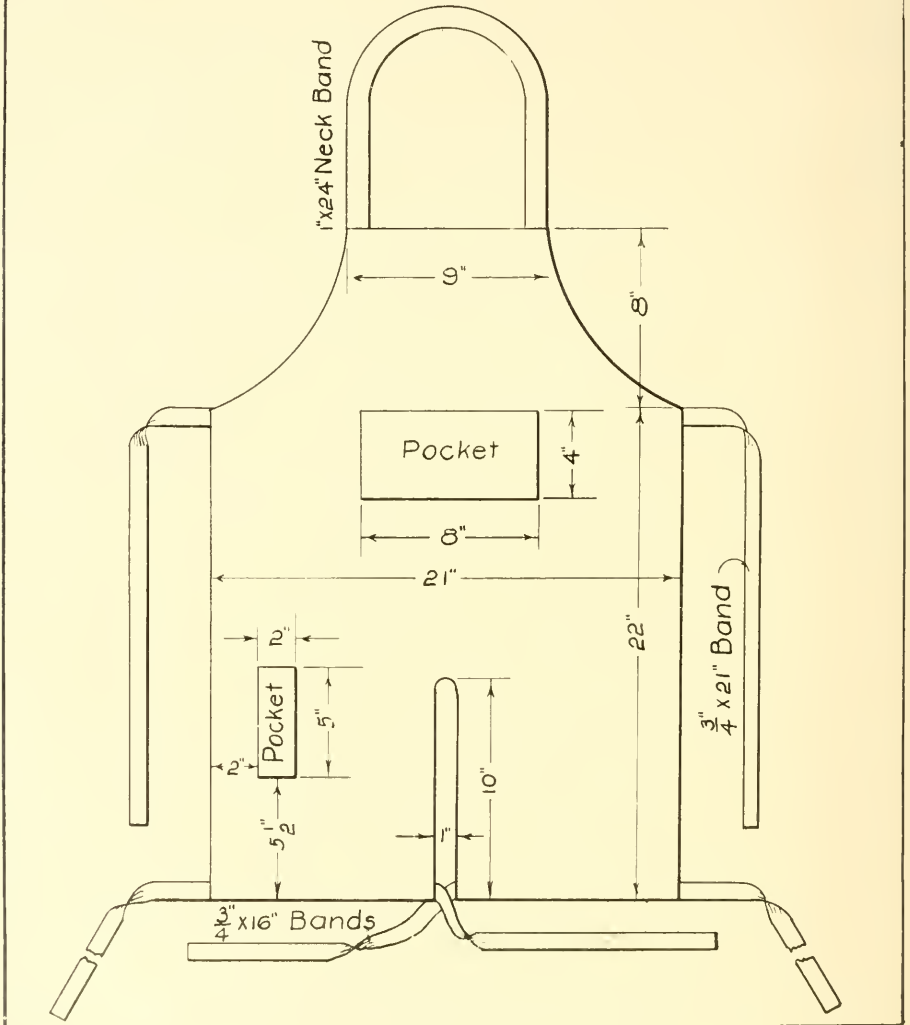 1"x24" Neck Band
9"
8"
Pocket
4"
8"
21"
22"
3/4" x 21" Band
2"
Pocket
5"
2"
5 1/2"
10"
1"
3/4" x 16" Bands